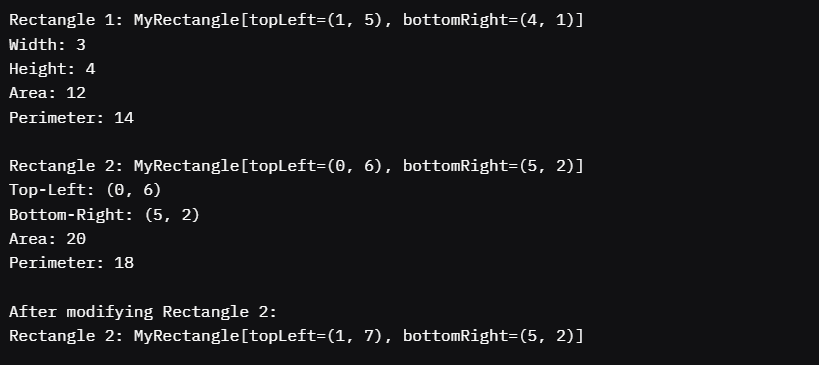 Rectangle 1: MyRectangle[topLeft=(1, 5), bottomRight=(4, 1)]
Width: 3
Height: 4
Area: 12
Perimeter: 14
Rectangle 2: MyRectangle[topLeft=(0, 6), bottomRight=(5, 2)]
Top-Left: (0, 6)
Bottom-Right: (5, 2)
Area: 20
Perimeter: 18
After modifying Rectangle 2:
Rectangle 2: MyRectangle[topLeft=(1, 7), bottomRight=(5, 2)]